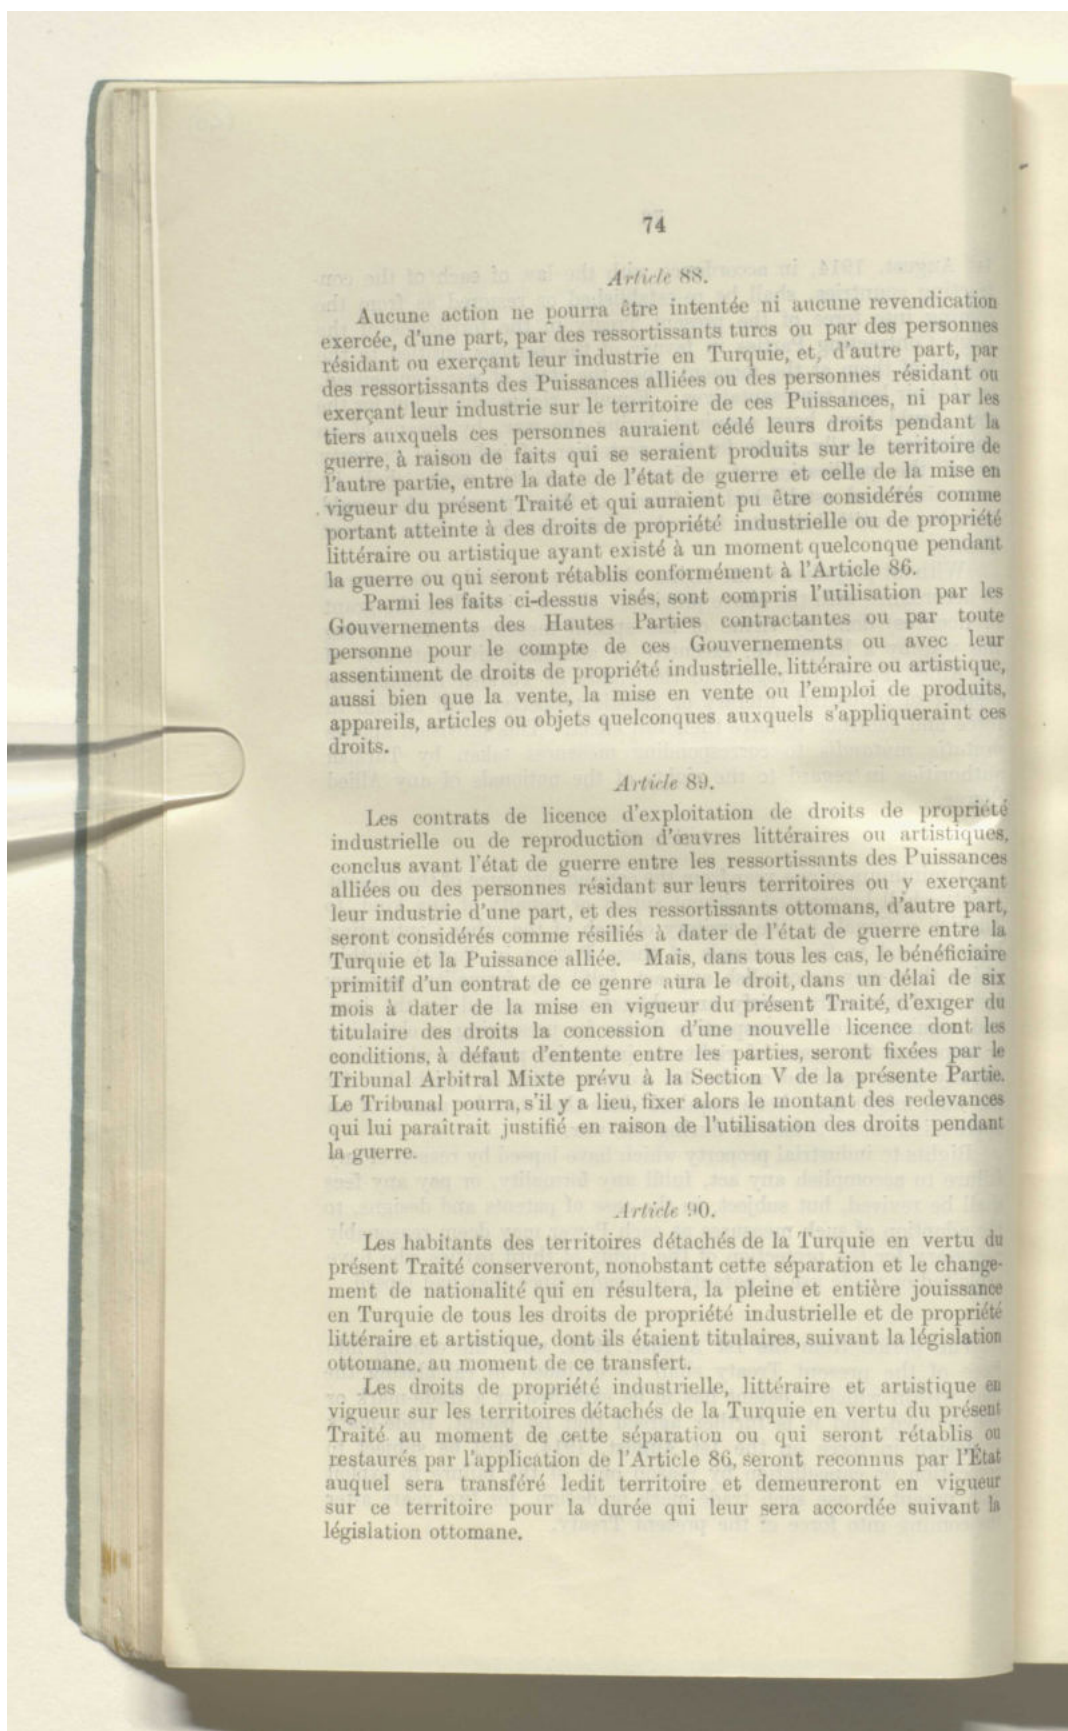 74
Article 88.
Aucune action ne pourra être intentée ni aucune revendication
exercée, d'une part, par des ressortissants turcs ou par des personnes
résidant ou exerçant leur industrie en Turquie, et, d'autre part, par
des ressortissants des Puissances alliées ou des personnes résidant ou
exerçant leur industrie sur le territoire de ces Puissances, ni par les
tiers auxquels ces personnes auraient cédé leurs droits pendant la
guerre, à raison de faits qui se seraient produits sur le territoire de
l'autre partie, entre la date de l'état de guerre et celle de la mise en
vigueur du présent Traité et qui auraient pu être considérés comme
portant atteinte à des droits de propriété industrielle ou de propriété
littéraire ou artistique ayant existé à un moment quelconque pendant
la guerre ou qui seront rétablis conformément à l'Article 86.
Parmi les faits ci-dessus visés, sont compris l'utilisation par les
Gouvernements des Hautes Parties contractantes ou par toute
personne pour le compte de ces Gouvernements ou avec leur
assentiment de droits de propriété industrielle, littéraire ou artistique,
aussi bien que la vente, la mise en vente ou l'emploi de produits,
appareils, articles ou objets quelconques auxquels s'appliqueraint ces
droits.
Article 89.
Les contrats de licence d'exploitation de droits de propriété
industrielle ou de reproduction d'œuvres littéraires ou artistiques,
conclus avant l'état de guerre entre les ressortissants des Puissances
alliées ou des personnes résidant sur leurs territoires ou y exerçant
leur industrie d'une part, et des ressortissants ottomans, d'autre part,
seront considérés comme résiliés à dater de l'état de guerre entre la
Turquie et la Puissance alliée. Mais, dans tous les cas, le bénéficiaire
primitif d'un contrat de ce genre aura le droit, dans un délai de six
mois à dater de la mise en vigueur du présent Traité, d'exiger du
titulaire des droits la concession d'une nouvelle licence dont les
conditions, à défaut d'entente entre les parties, seront fixées par le
Tribunal Arbitral Mixte prévu à la Section V de la présente Partie.
Le Tribunal pourra, s'il y a lieu, fixer alors le montant des redevances
qui lui paraitrait justifié en raison de l'utilisation des droits pendant
la guerre.
Article 90.
Les habitants des territoires détachés de la Turquie en vertu du
présent Traité conserveront, nonobstant cette séparation et le change-
ment de nationalité qui en résultera, la pleine et entière jouissance
en Turquie de tous les droits de propriété industrielle et de propriété
littéraire et artistique, dont ils étaient titulaires, suivant la législation
ottomane, au moment de ce transfert.
Les droits de propriété industrielle, littéraire et artistique en
vigueur sur les territoires détachés de la Turquie en vertu du présent
Traité au moment de cette séparation ou qui seront rétablis ou
restaurés par l'application de l'Article 86, seront reconnus par l'État
auquel sera transféré ledit territoire et demeureront en vigueur
sur ce territoire pour la durée qui leur sera accordée suivant la
législation ottomane.